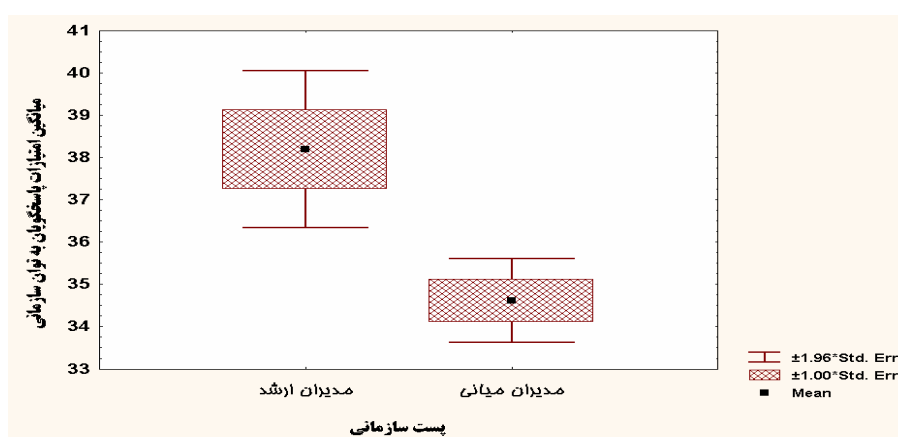 میانگین امتیازات پاسخگویان به توان سازمانی
41
40
39
38
37
36
35
34
33
مدیران ارشد
مدیران میانی
پست سازمانی
±1.96*Std. Err
±1.00*Std. Err
Mean